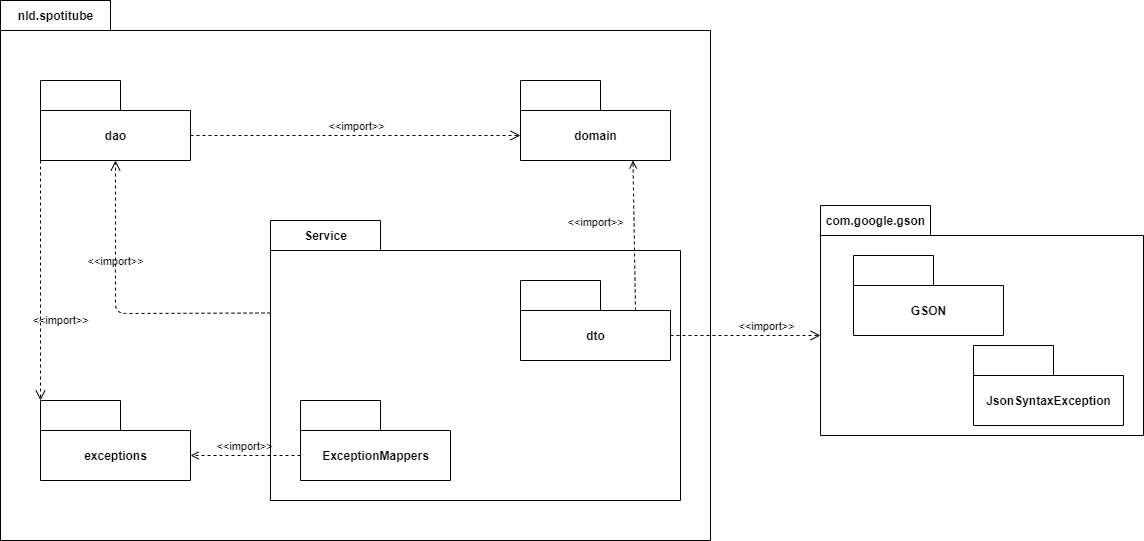 nld.spotitube
dao
<<import>>
domain
<<import>>
com.google.gson
Service
<<import>>
GSON
<<import>>
<<import>>
dto
JsonSyntaxException
<<import>>
exceptions
ExceptionMappers